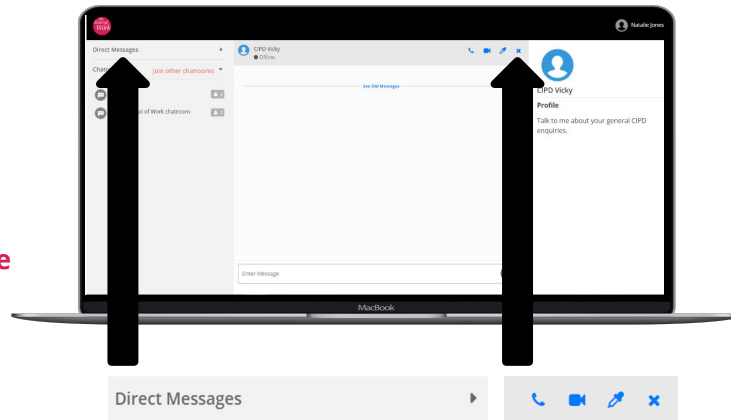 Work
Natalie Jones
Direct Messages
CIPD Vicky
Offline
Join other chatrooms
See Old Messages
CIPD Vicky
Profile
of Work chatroom
Talk to me about your general CIPD
enquiries.
Enter Message
e
MacBook
Direct Messages